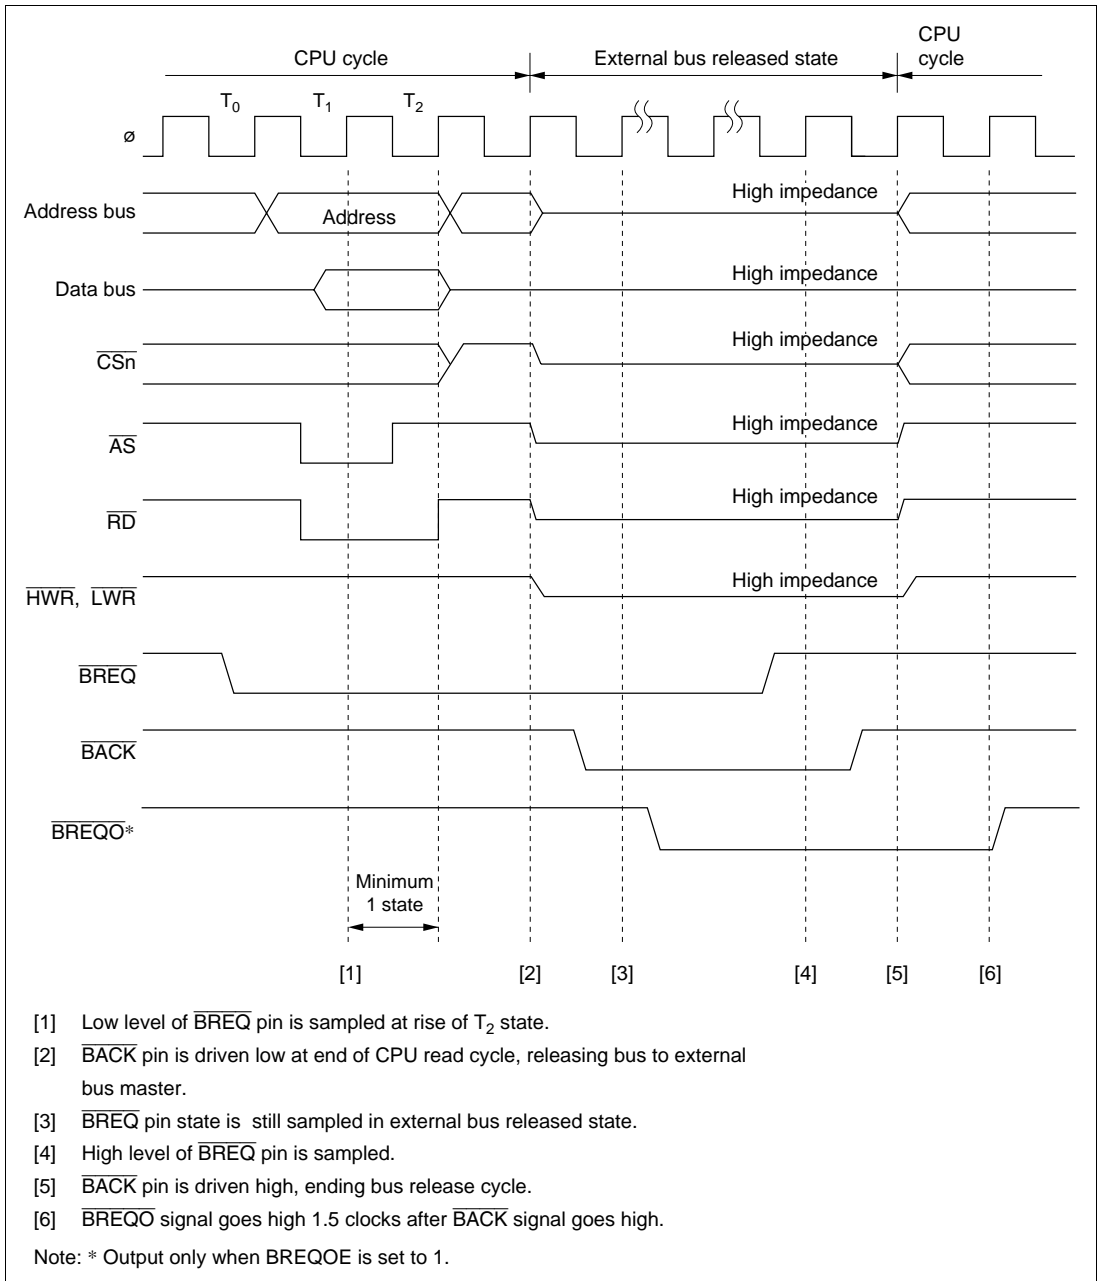 CPU cycle
External bus released state
CPU
cycle
T0
T1
T2
ø
Address bus
Address
High impedance
Data bus
High impedance
CSn
High impedance
AS
High impedance
RD
High impedance
HWR, LWR
High impedance
BREQ
BACK
BREQO*
Minimum
1 state
[1] [2] [3] [4] [5] [6]
[1] Low level of BREQ pin is sampled at rise of T2 state.
[2] BACK pin is driven low at end of CPU read cycle, releasing bus to external
bus master.
[3] BREQ pin state is still sampled in external bus released state.
[4] High level of BREQ pin is sampled.
[5] BACK pin is driven high, ending bus release cycle.
[6] BREQO signal goes high 1.5 clocks after BACK signal goes high.
Note: * Output only when BREQOE is set to 1.